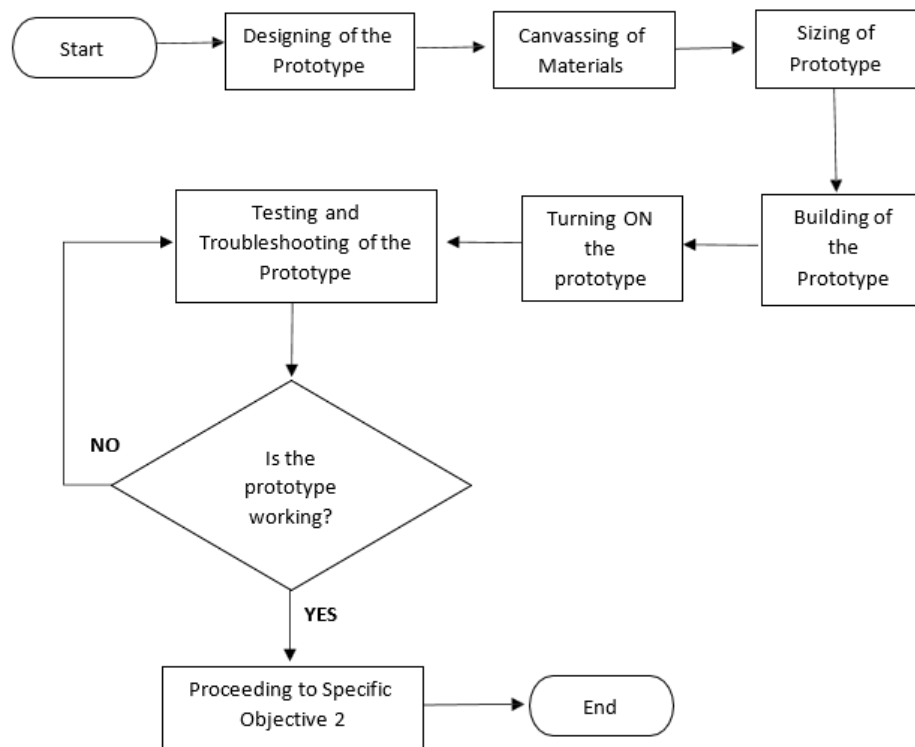 Start
Designing of the
Prototype
Canvassing of
Materials
Sizing of
Prototype
Building of
the
Prototype
Turning ON
the
prototype
Testing and
Troubleshooting of the
Prototype
NO
Is the
prototype
working?
YES
Proceeding to Specific
Objective 2
End